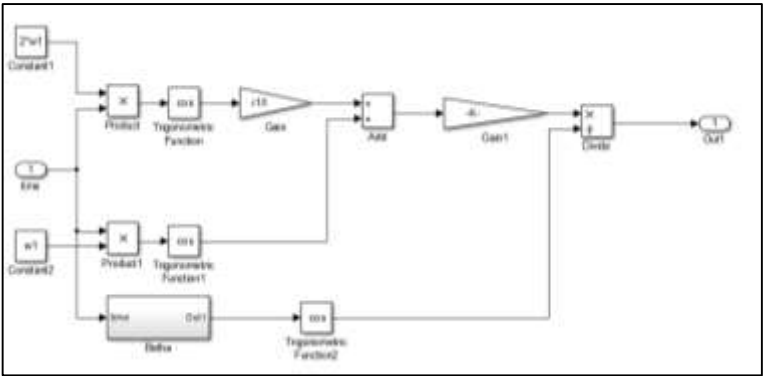 2*w1
Constant1
×
Product
cos
Trigonometric
Function
Gain
Add
Gain1
×
÷
Divide
1
Out1
1
time
×
Product1
cos
Trigonometric
Function1
w1
Constant2
time
Out1
Betha
cos
Trigonometric
Function2